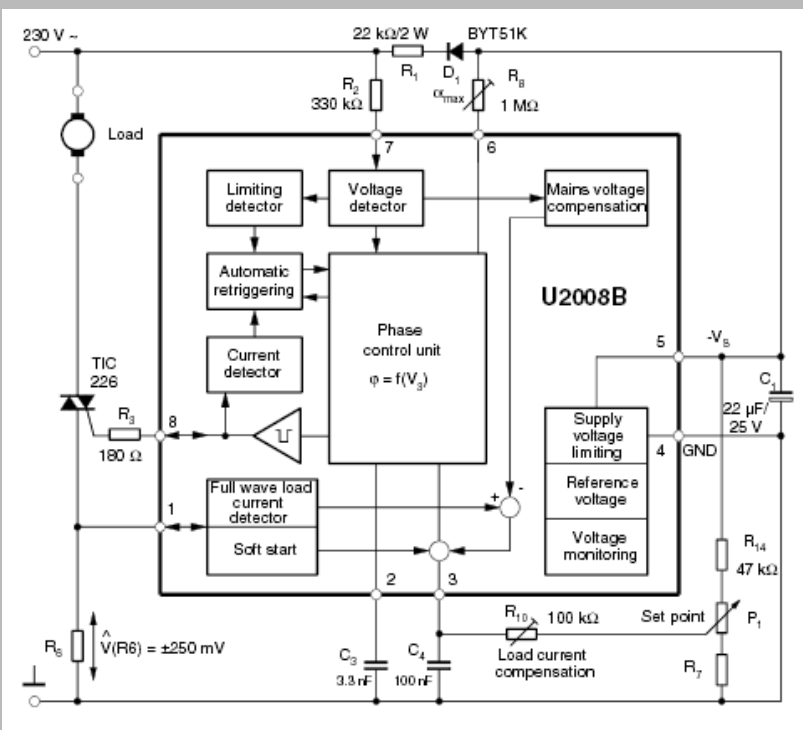 230 V ~
22 kΩ/2 W
BYT51K
R₁
D₁
R₂
330 kΩ
αmax
R₈
1 MΩ
Load
7
6
Limiting
detector
Voltage
detector
Mains voltage
compensation
Automatic
retriggering
U2008B
Phase
control unit
φ = f(V₃)
Current
detector
TIC
226
R₃
180 Ω
8
5
-Vₛ
C₁
22 µF/
25 V
Supply
voltage
limiting
4
GND
Reference
voltage
Voltage
monitoring
1
Full wave load
current
detector
Soft start
+
-
R₁₄
47 kΩ
2
3
R₁₀
100 kΩ
Set point
P₁
Load current
compensation
R₆
V̂(R6) = ±250 mV
C₃
3.3 nF
C₄
100 nF
R₇